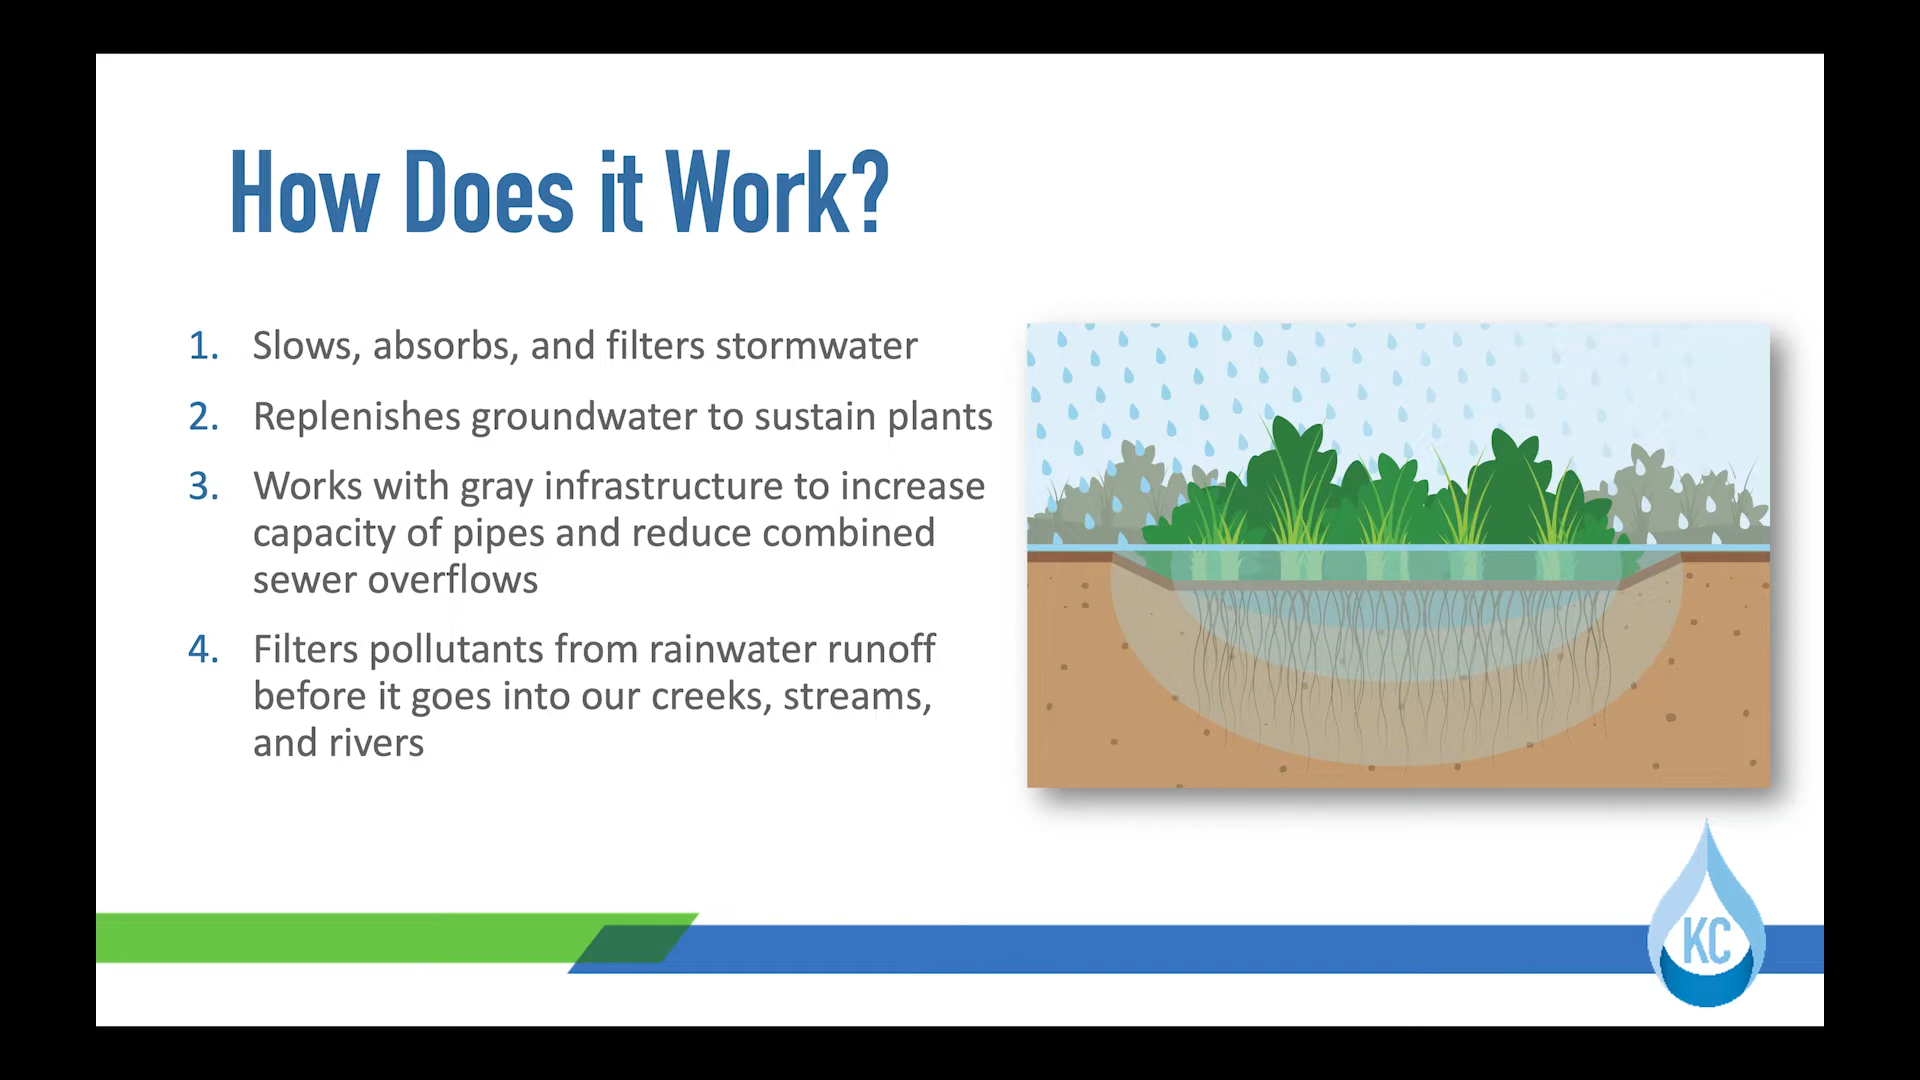 How Does it Work?
1. Slows, absorbs, and filters stormwater
2. Replenishes groundwater to sustain plants
3. Works with gray infrastructure to increase
capacity of pipes and reduce combined
sewer overflows
4. Filters pollutants from rainwater runoff
before it goes into our creeks, streams,
and rivers
KC